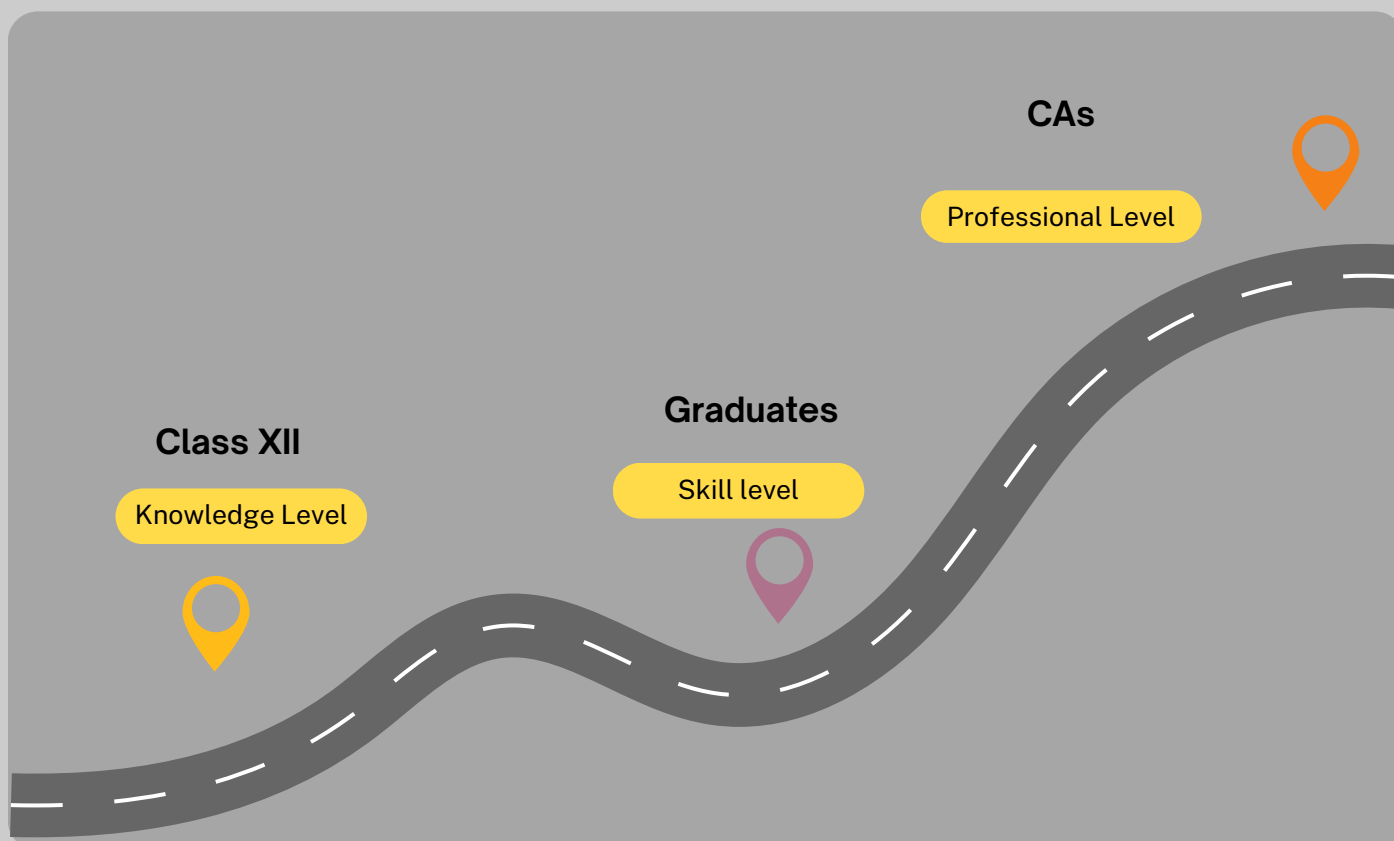 CAs
Professional Level
Graduates
Skill level
Class XII
Knowledge Level